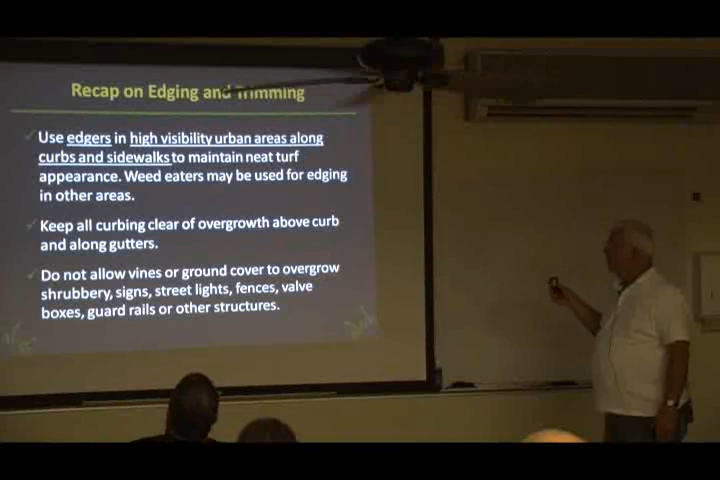 Recap on Edging and Trimming
Use edgers in high visibility urban areas along
curbs and sidewalks to maintain neat turf
appearance. Weed eaters may be used for edging
in other areas.
Keep all curbing clear of overgrowth above curb
and along gutters.
Do not allow vines or ground cover to overgrow
shrubbery, signs, street lights, fences, valve
boxes, guard rails or other structures.